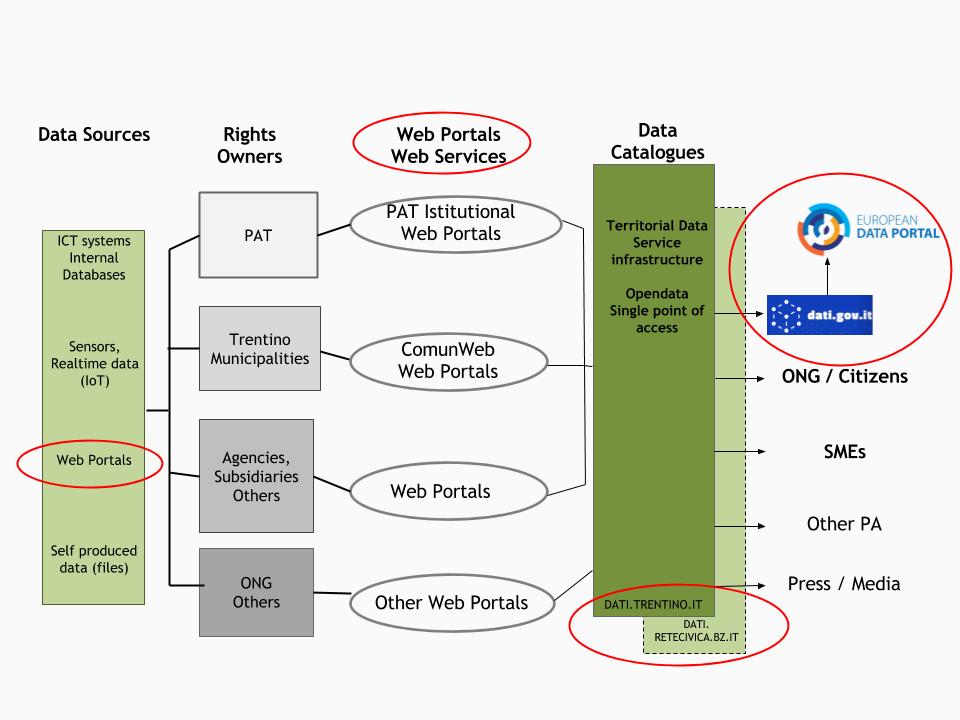 Data Sources
Rights
Owners
Web Portals
Web Services
Data
Catalogues
ICT systems
Internal
Databases
Sensors,
Realtime data
(IoT)
Web Portals
Self produced
data (files)
PAT
Trentino
Municipalities
Agencies,
Subsidiaries
Others
ONG
Others
PAT Istitutional
Web Portals
ComunWeb
Web Portals
Web Portals
Other Web Portals
Territorial Data
Service
infrastructure
Opendata
Single point of
access
DATI.TRENTINO.IT
DATI.
RETECIVICA.BZ.IT
EUROPEAN
DATA PORTAL
dati.gov.it
ONG / Citizens
SMEs
Other PA
Press / Media